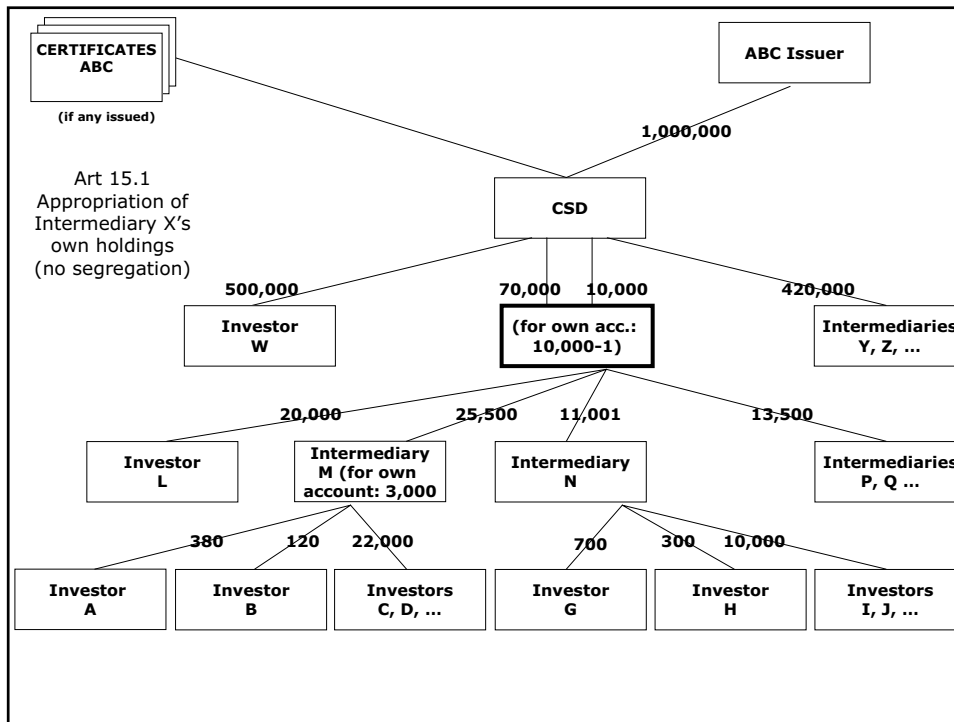 CERTIFICATES
ABC
(if any issued)
ABC Issuer
1,000,000
Art 15.1
Appropriation of
Intermediary X's
own holdings
(no segregation)
CSD
500,000
70,000
10,000
420,000
Investor
W
(for own acc.:
10,000-1)
Intermediaries
Y, Z, ...
20,000
25,500
11,001
13,500
Investor
L
Intermediary
M (for own
account: 3,000
Intermediary
N
Intermediaries
P, Q ...
380
120
22,000
700
300
10,000
Investor
A
Investor
B
Investors
C, D, ...
Investor
G
Investor
H
Investors
I, J, ...